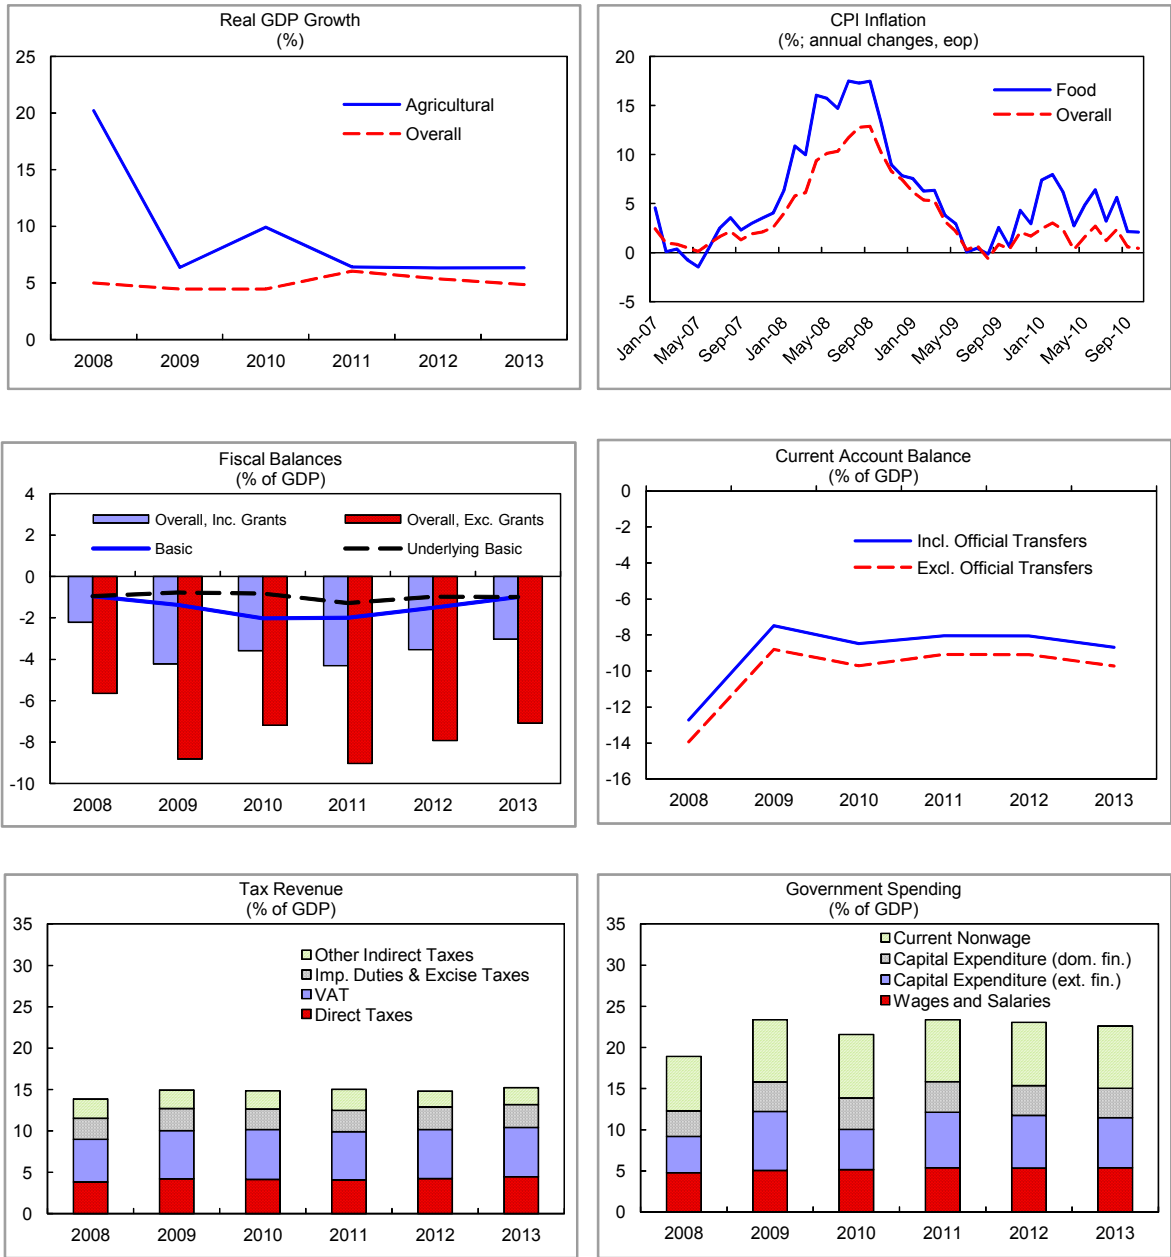 Real GDP Growth
(%)
25
20
15
10
5
0
Agricultural
Overall
2008 2009 2010 2011 2012 2013
CPI Inflation
(%; annual changes, eop)
20
15
10
5
0
-5
Food
Overall
Jan-07 May-07 Sep-07 Jan-08 May-08 Sep-08 Jan-09 May-09 Sep-09 Jan-10 May-10 Sep-10
Fiscal Balances
(% of GDP)
4
2
0
-2
-4
-6
-8
-10
Overall, Inc. Grants Overall, Exc. Grants
Basic Underlying Basic
2008 2009 2010 2011 2012 2013
Current Account Balance
(% of GDP)
0
-2
-4
-6
-8
-10
-12
-14
-16
Incl. Official Transfers
Excl. Official Transfers
2008 2009 2010 2011 2012 2013
Tax Revenue
(% of GDP)
35
30
25
20
15
10
5
0
Other Indirect Taxes
Imp. Duties & Excise Taxes
VAT
Direct Taxes
2008 2009 2010 2011 2012 2013
Government Spending
(% of GDP)
35
30
25
20
15
10
5
0
Current Nonwage
Capital Expenditure (dom. fin.)
Capital Expenditure (ext. fin.)
Wages and Salaries
2008 2009 2010 2011 2012 2013